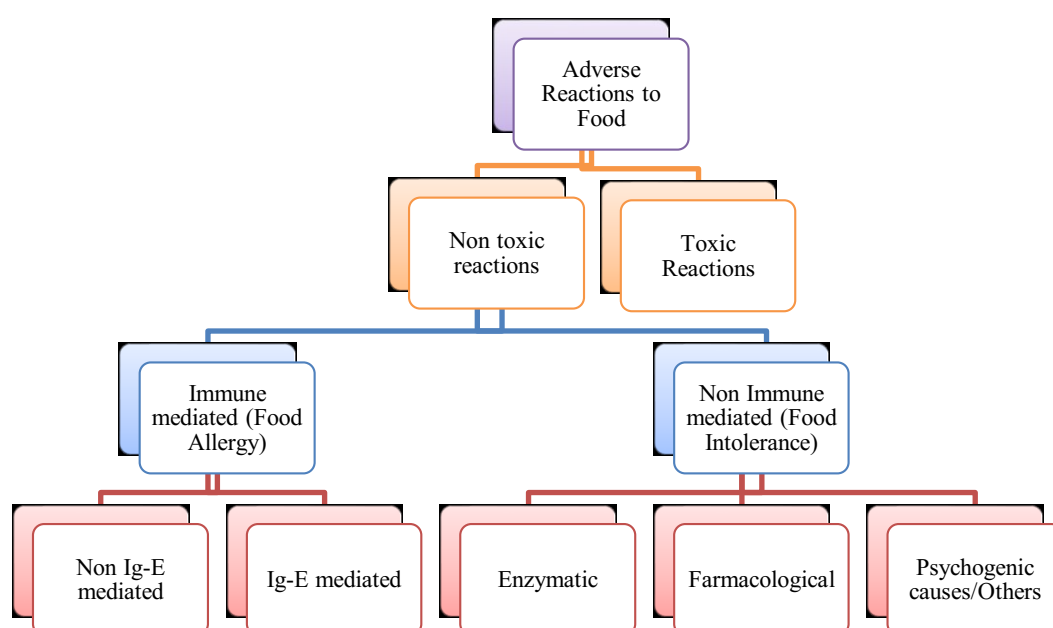 Adverse
Reactions to
Food
Non toxic
reactions
Toxic
Reactions
Immune
mediated (Food
Allergy)
Non Immune
mediated (Food
Intolerance)
Non Ig-E
mediated
Ig-E mediated
Enzymatic
Farmacological
Psychogenic
causes/Others